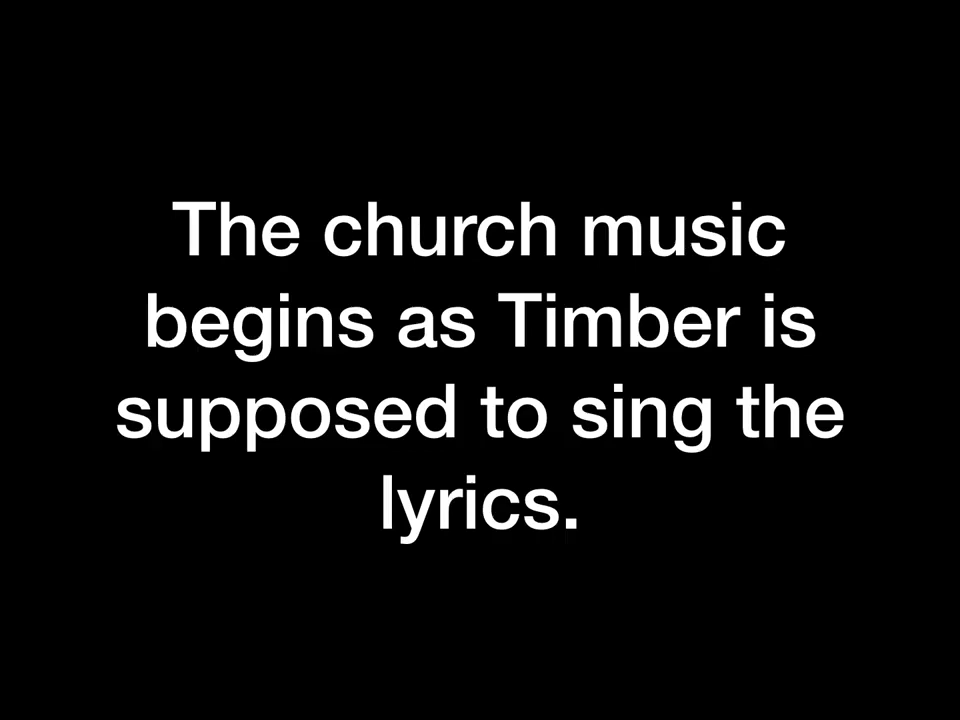 The church music
begins as Timber is
supposed to sing the
lyrics.